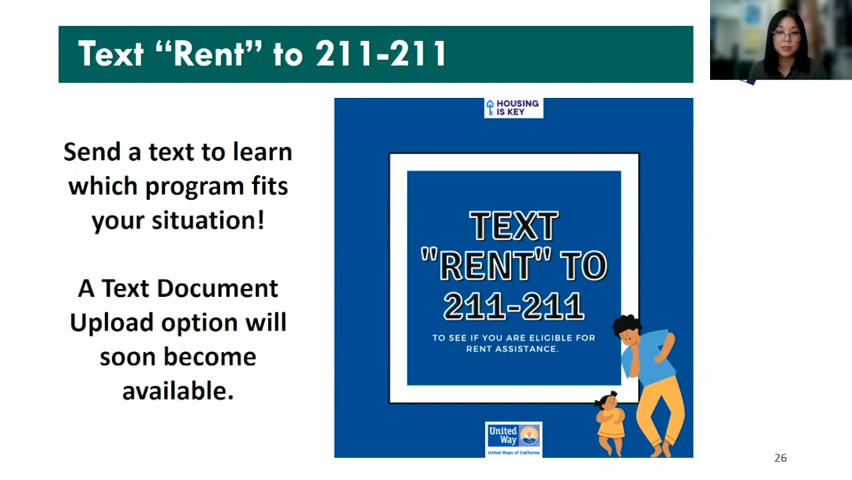 Text “Rent” to 211-211
Send a text to learn
which program fits
your situation!
A Text Document
Upload option will
soon become
available.
HOUSING
IS KEY
TEXT
"RENT" TO
211-211
TO SEE IF YOU ARE ELIGIBLE FOR
RENT ASSISTANCE.
United
Way
United Ways of California
26